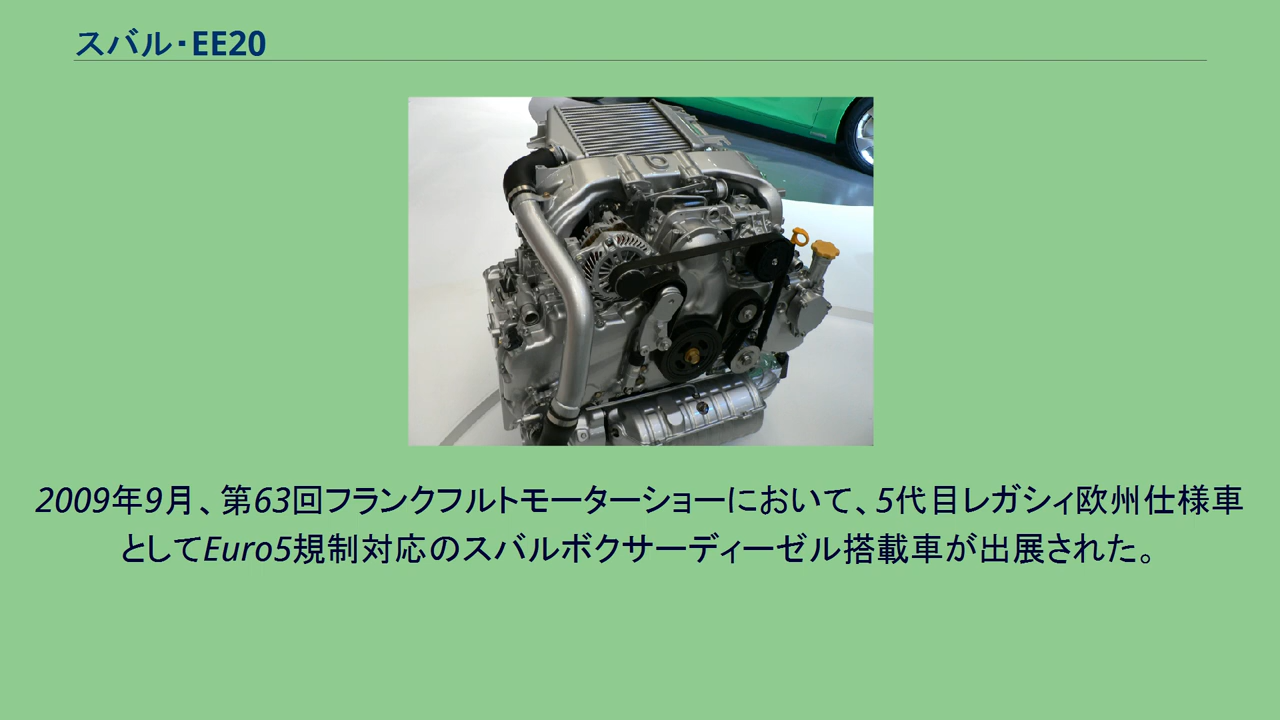 スバル・EE20
2009年9月、第63回フランクフルトモーターショーにおいて、5代目レガシィ欧州仕様車
としてEuro5規制対応のスバルボクサーディーゼル搭載車が出展された。